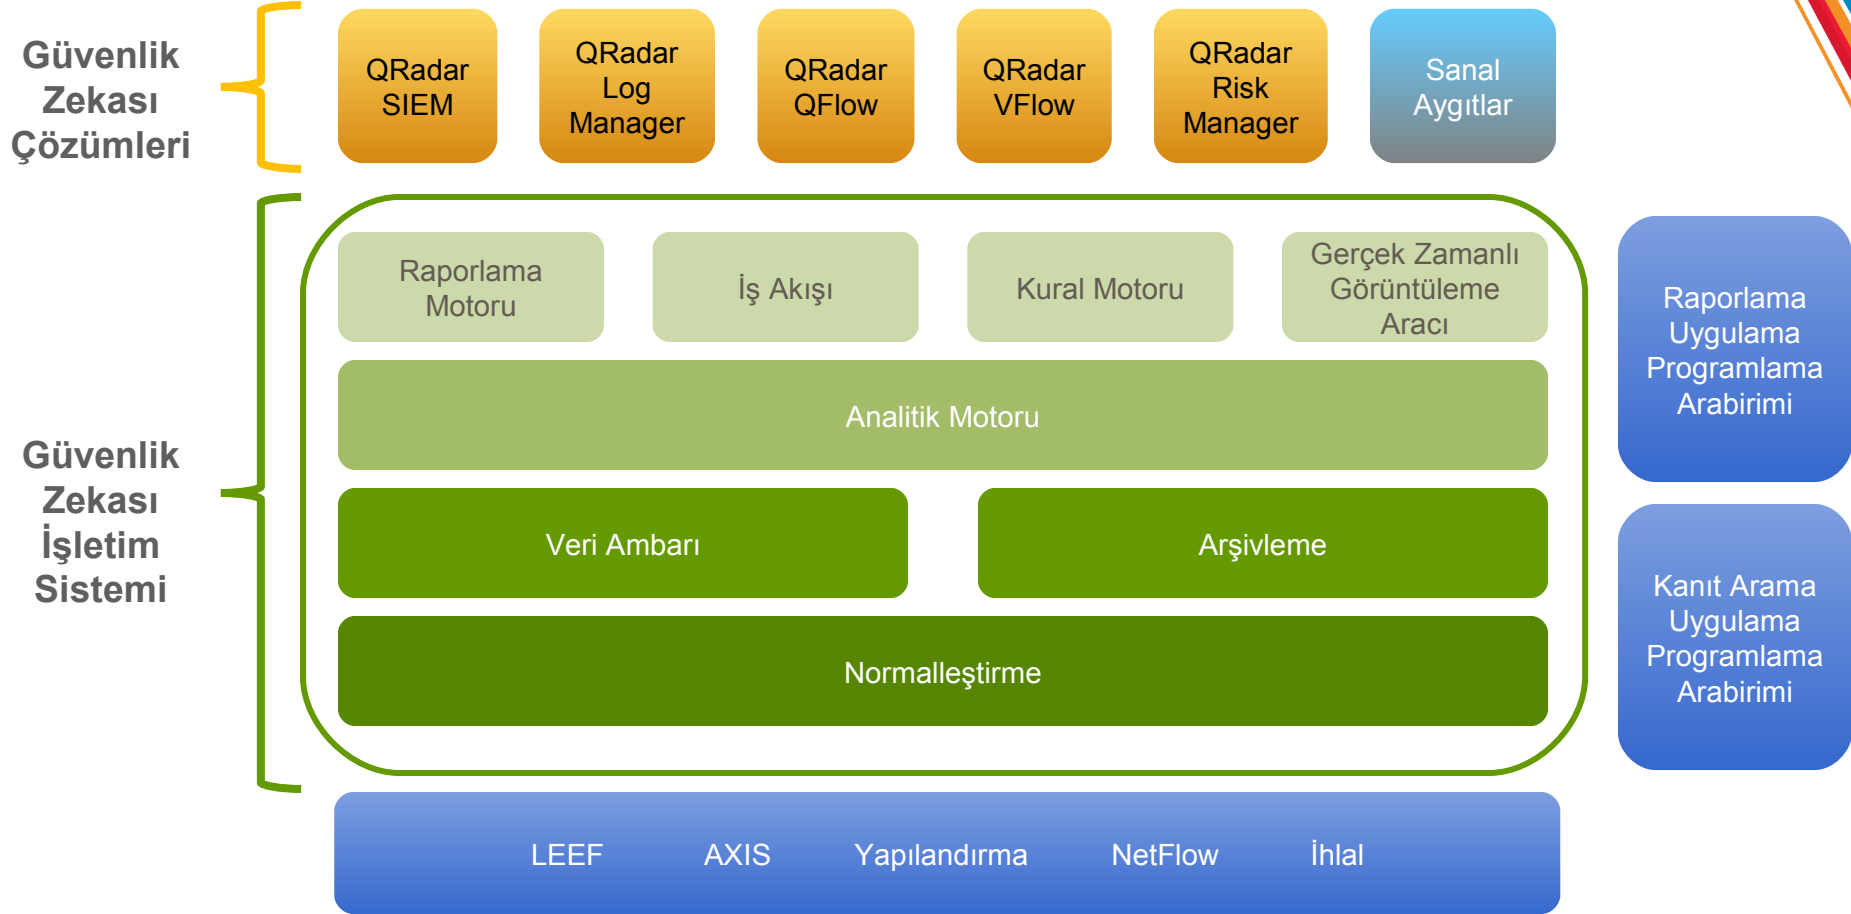 Güvenlik
Zekası
Çözümleri
QRadar
SIEM
QRadar
Log
Manager
QRadar
QFlow
QRadar
VFlow
QRadar
Risk
Manager
Sanal
Aygıtlar
Güvenlik
Zekası
İşletim
Sistemi
Raporlama
Motoru
İş Akışı
Kural Motoru
Gerçek Zamanlı
Görüntüleme
Aracı
Analitik Motoru
Veri Ambarı
Arşivleme
Normalleştirme
Raporlama
Uygulama
Programlama
Arabirimi
Kanıt Arama
Uygulama
Programlama
Arabirimi
LEEF AXIS Yapılandırma NetFlow İhlal